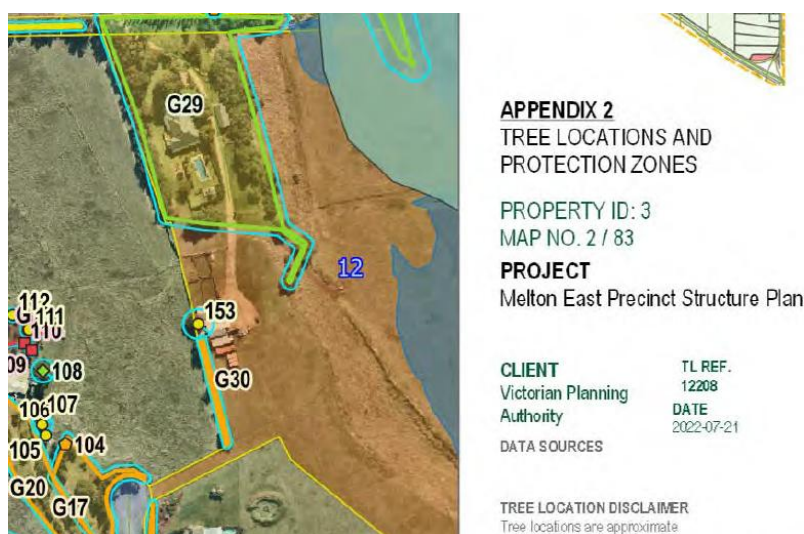 G29
12
153
G30
112
111
110
09
108
107
106
105
104
G20
G17
APPENDIX 2
TREE LOCATIONS AND
PROTECTION ZONES
PROPERTY ID: 3
MAP NO. 2 / 83
PROJECT
Melton East Precinct Structure Plan
CLIENT
Victorian Planning
Authority
TL REF.
12208
DATE
2022-07-21
DATA SOURCES
TREE LOCATION DISCLAIMER
Tree locations are approximate